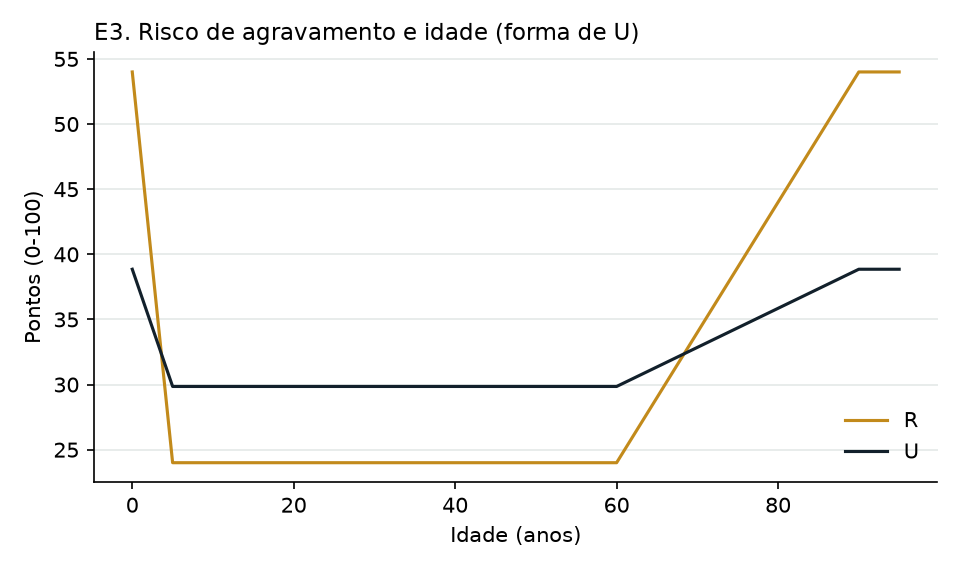 E3. Risco de agravamento e idade (forma de U)
Pontos (0-100)
55
50
45
40
35
30
25
R
U
0 20 40 60 80
Idade (anos)